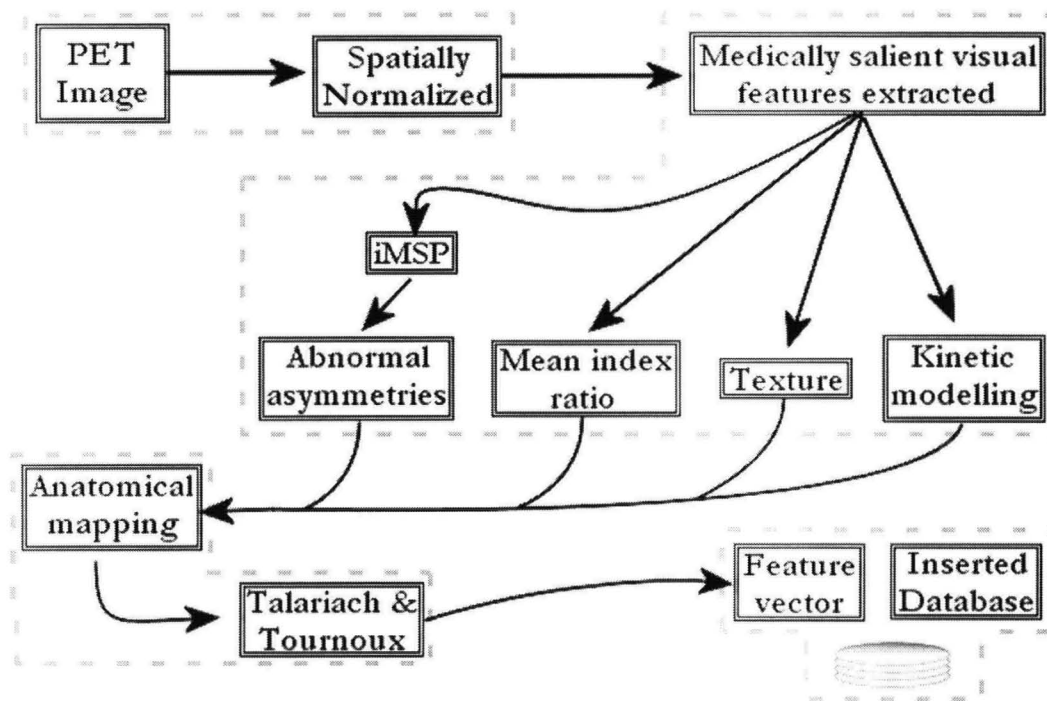 PET
Image
Spatially
Normalized
Medically salient visual
features extracted
iMSP
Abnormal
asymmetries
Mean index
ratio
Texture
Kinetic
modelling
Anatomical
mapping
Talariach &
Tournoux
Feature
vector
Inserted
Database